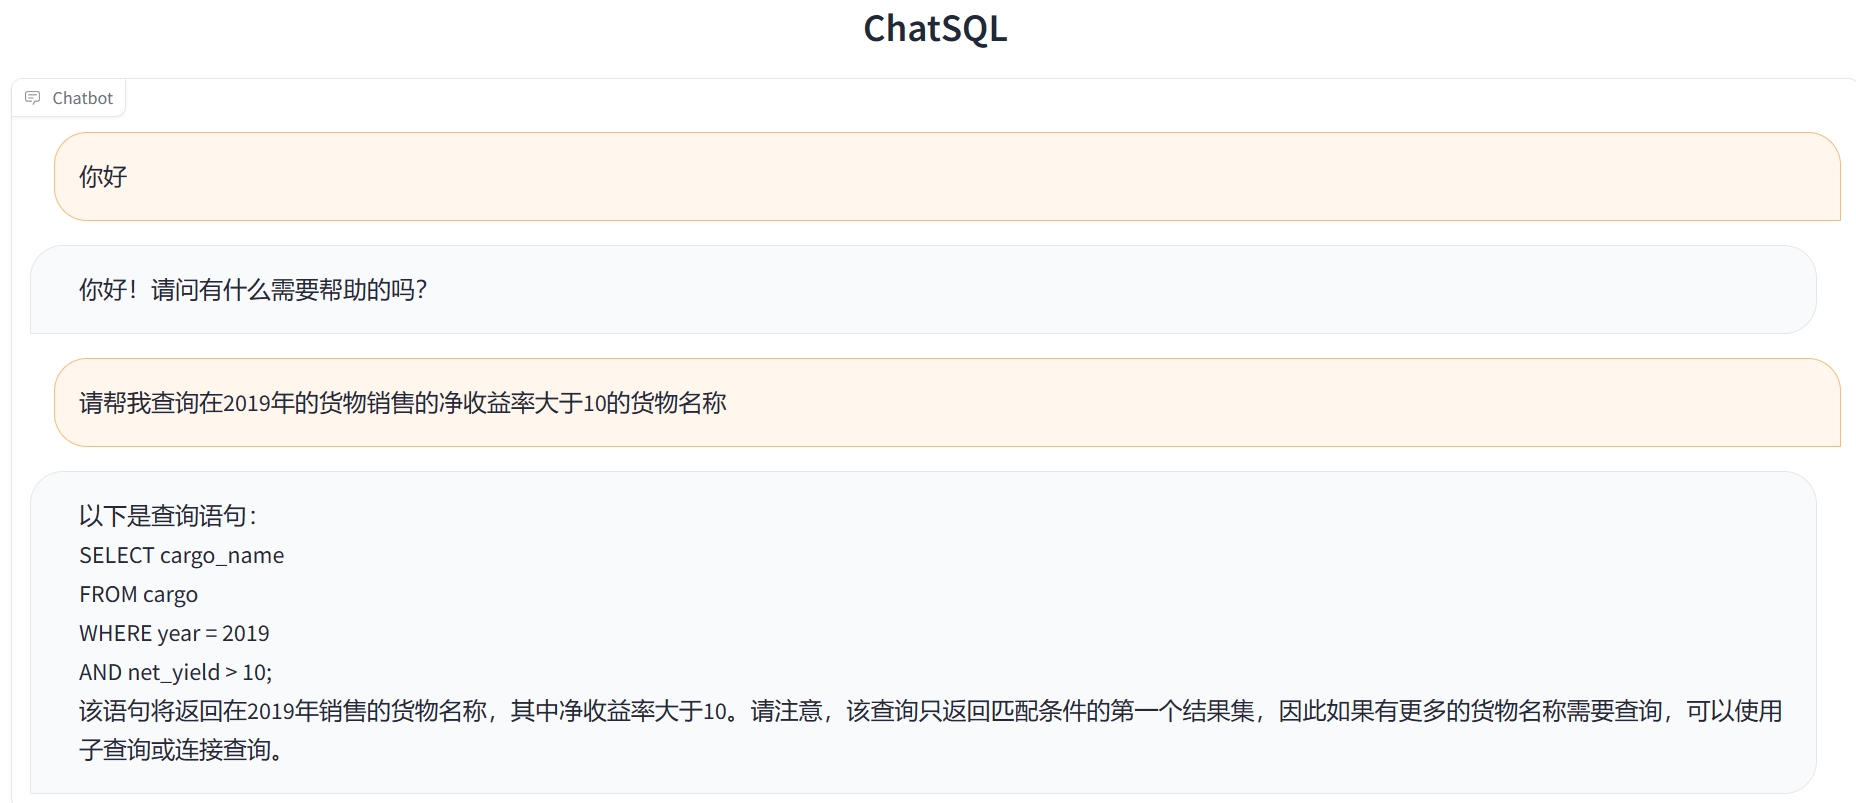 ChatSQL
Chatbot
你好
你好！请问有什么需要帮助的吗？
请帮我查询在2019年的货物销售的净收益率大于10的货物名称
以下是查询语句：
SELECT cargo_name
FROM cargo
WHERE year = 2019
AND net_yield > 10;
该语句将返回在2019年销售的货物名称，其中净收益率大于10。请注意，该查询只返回匹配条件的第一个结果集，因此如果有更多的货物名称需要查询，可以使用
子查询或连接查询。